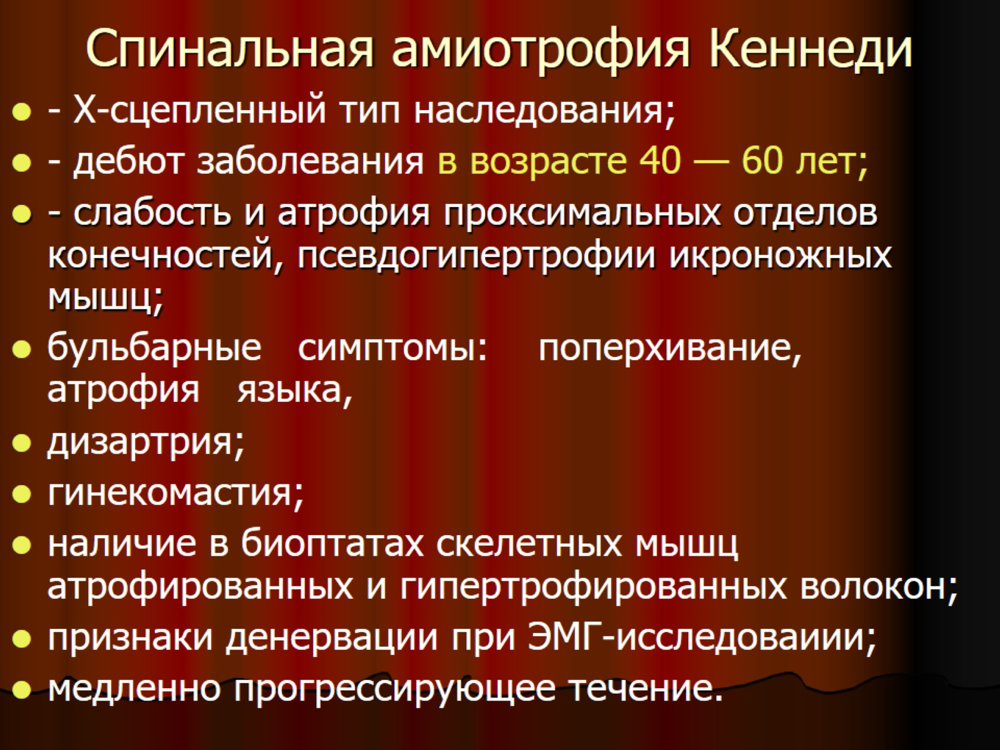 Спинальная амиотрофия Кеннеди
- Х-сцепленный тип наследования;
- дебют заболевания в возрасте 40 — 60 лет;
- слабость и атрофия проксимальных отделов
конечностей, псевдогипертрофии икроножных
мышц;
бульбарные симптомы: поперхивание,
атрофия языка,
дизартрия;
гинекомастия;
наличие в биоптатах скелетных мышц
атрофированных и гипертрофированных волокон;
признаки денервации при ЭМГ-исследоваиии;
медленно прогрессирующее течение.